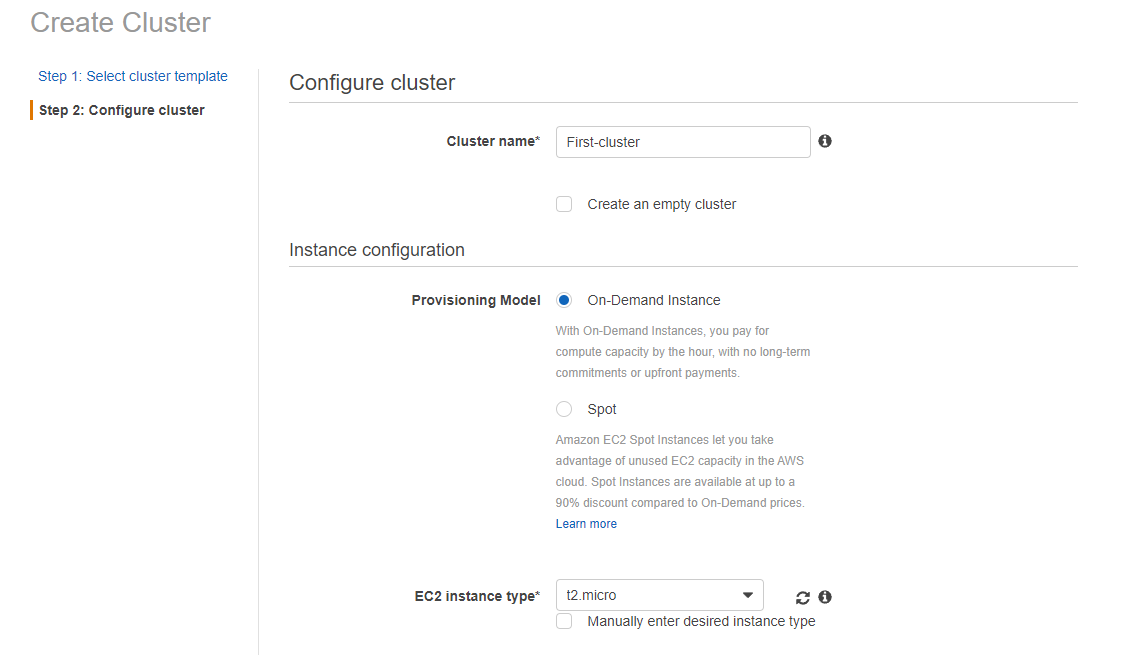 Create Cluster
Step 1: Select cluster template
Step 2: Configure cluster
Configure cluster
Cluster name*
First-cluster
Create an empty cluster
Instance configuration
Provisioning Model
On-Demand Instance
With On-Demand Instances, you pay for
compute capacity by the hour, with no long-term
commitments or upfront payments.
Spot
Amazon EC2 Spot Instances let you take
advantage of unused EC2 capacity in the AWS
cloud. Spot Instances are available at up to a
90% discount compared to On-Demand prices.
Learn more
EC2 instance type*
t2.micro
Manually enter desired instance type